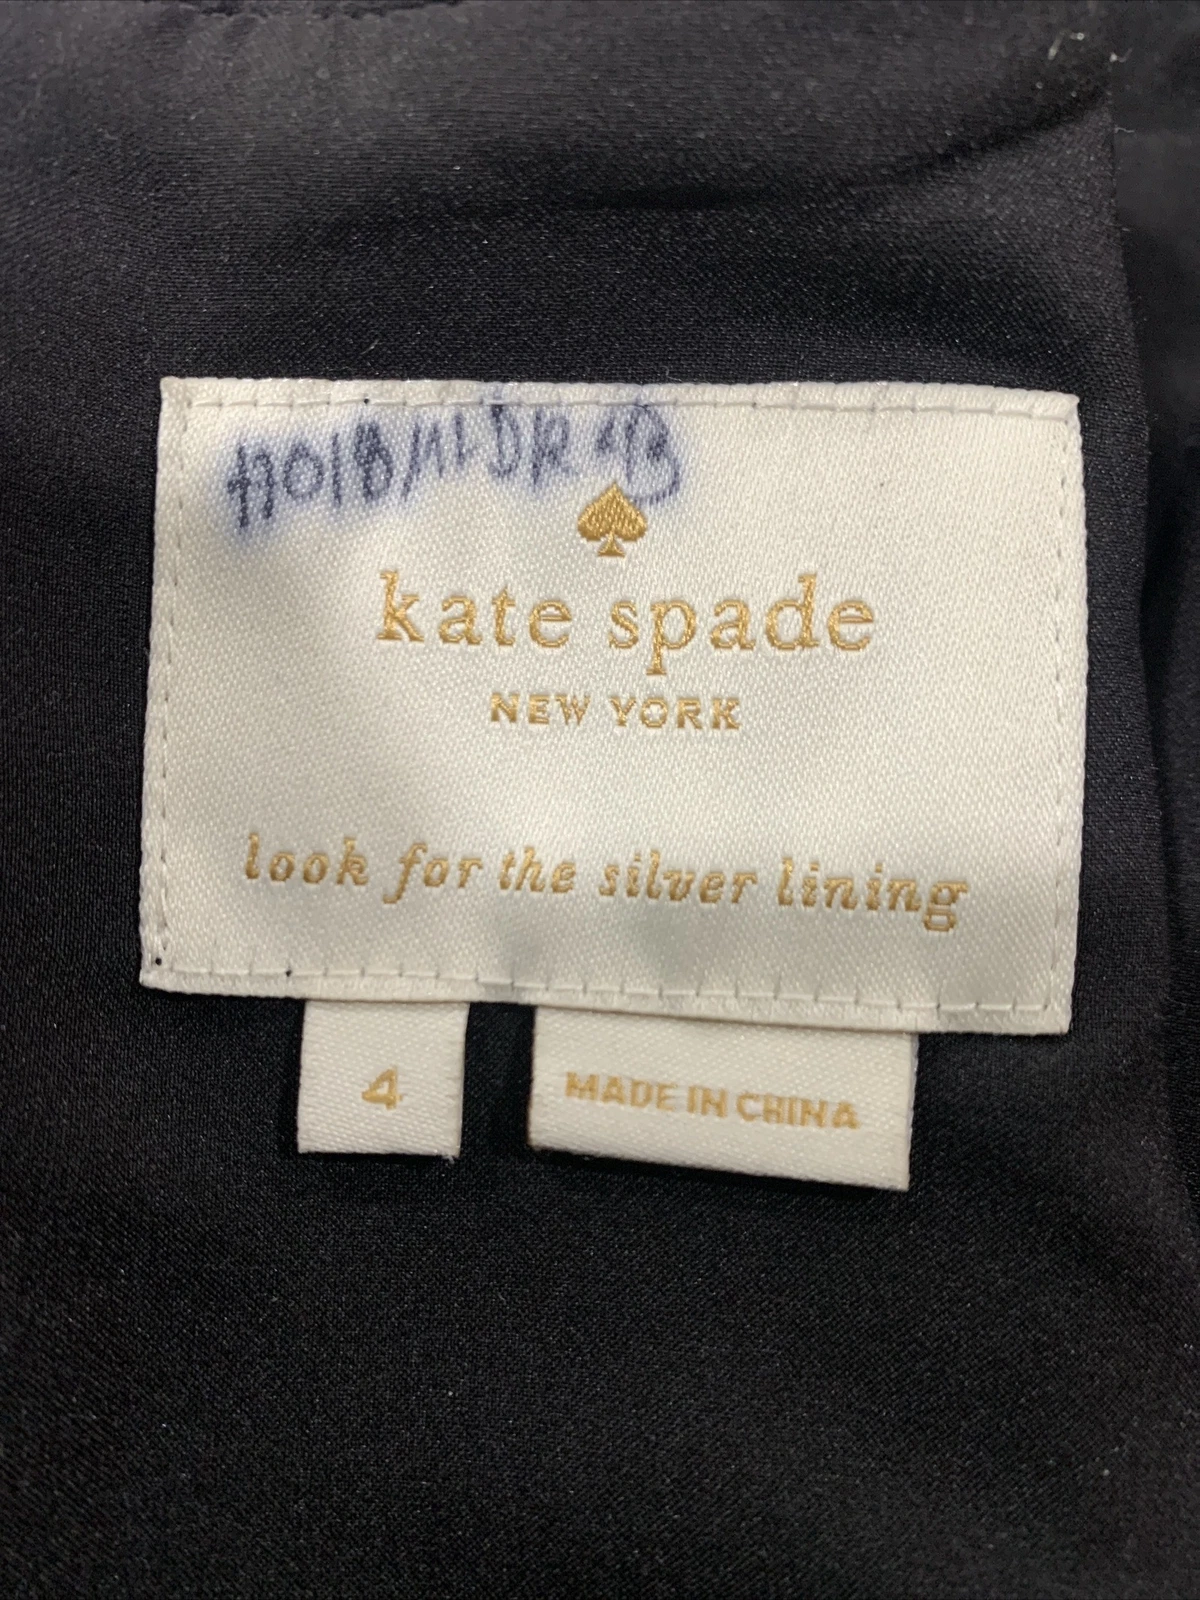 kate spade
NEW YORK
look for the silver lining
4
MADE IN CHINA